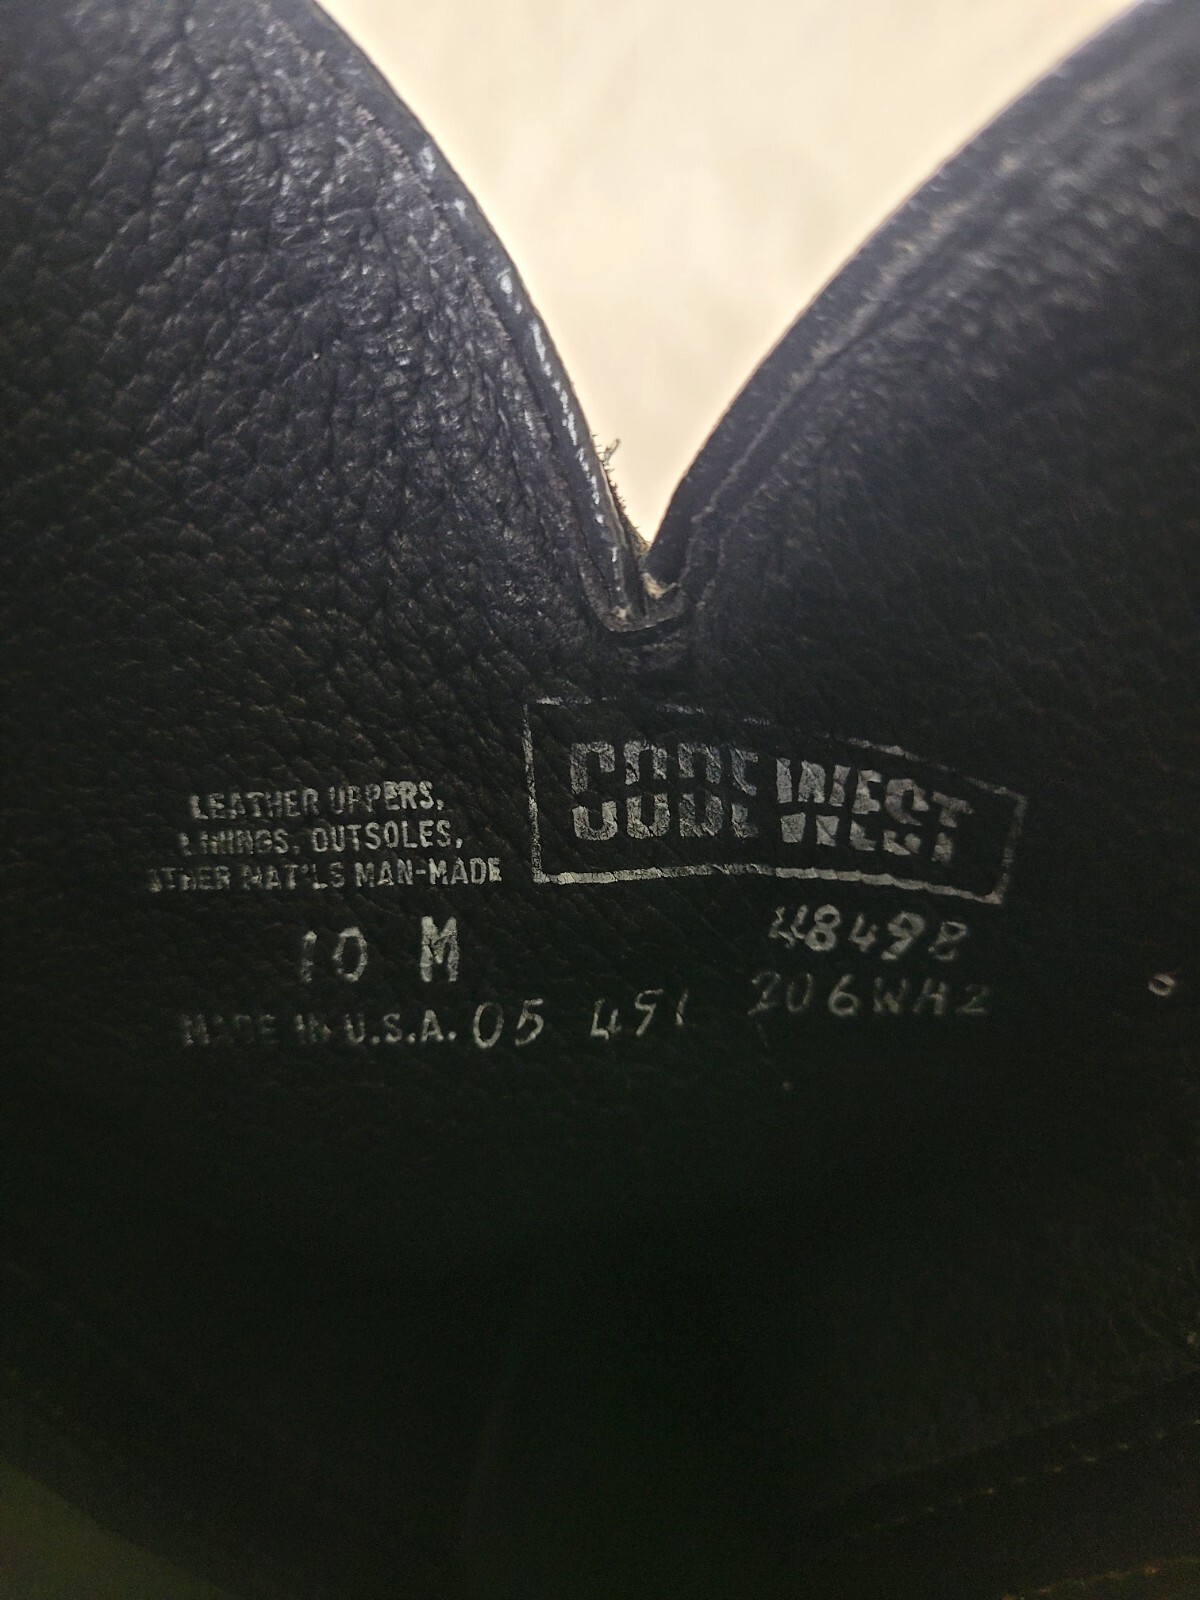 CODE WEST
LEATHER UPPERS,
LININGS, OUTSOLES,
OTHER MAT'LS MAN-MADE
10 M
48498
MADE IN U.S.A. 05 491 206WH2